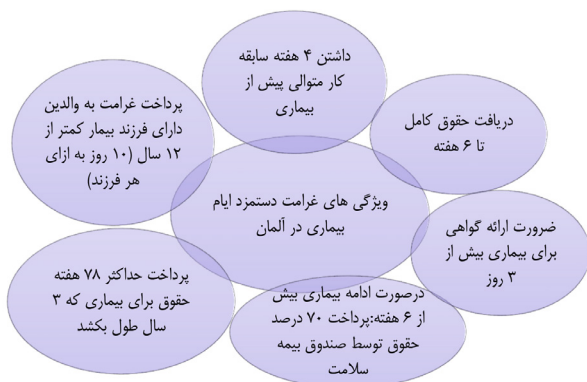 داشتن ۴ هفته سابقه
کار متوالی پیش از
بیماری
دریافت حقوق کامل
تا ۶ هفته
ضرورت ارائه گواهی
برای بیماری بیش از
۳ روز
درصورت ادامه بیماری بیش
از ۶ هفته:پرداخت ۷۰ درصد
حقوق توسط صندوق بیمه
سلامت
پرداخت حداکثر ۷۸ هفته
حقوق برای بیماری که ۳
سال طول بکشد
پرداخت غرامت به والدین
دارای فرزند بیمار کمتر از
۱۲ سال (۱۰ روز به ازای
هر فرزند)
ویژگی های غرامت دستمزد ایام
بیماری در آلمان